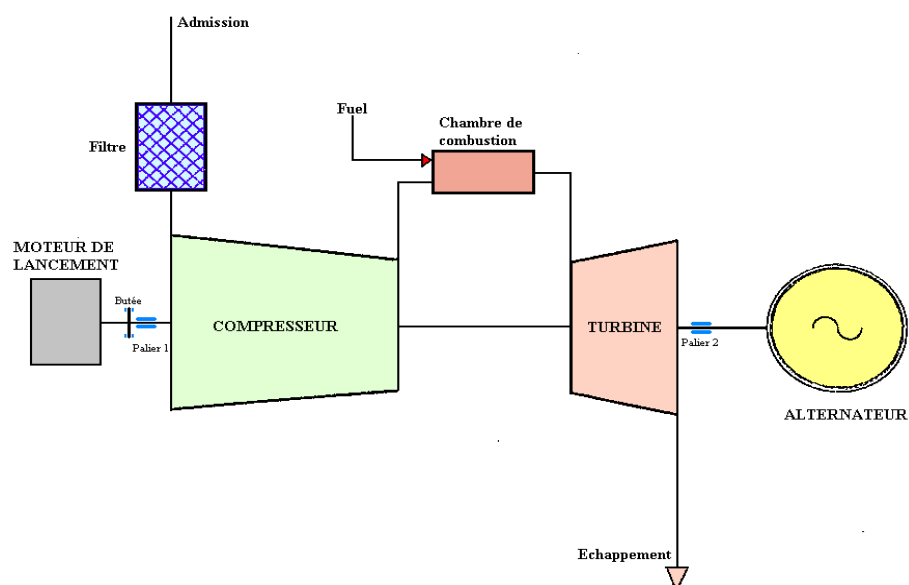 Admission
Fuel
Chambre de
combustion
Filtre
MOTEUR DE
LANCEMENT
Butée
Palier 1
COMPRESSEUR
TURBINE
Palier 2
ALTERNATEUR
Echappement